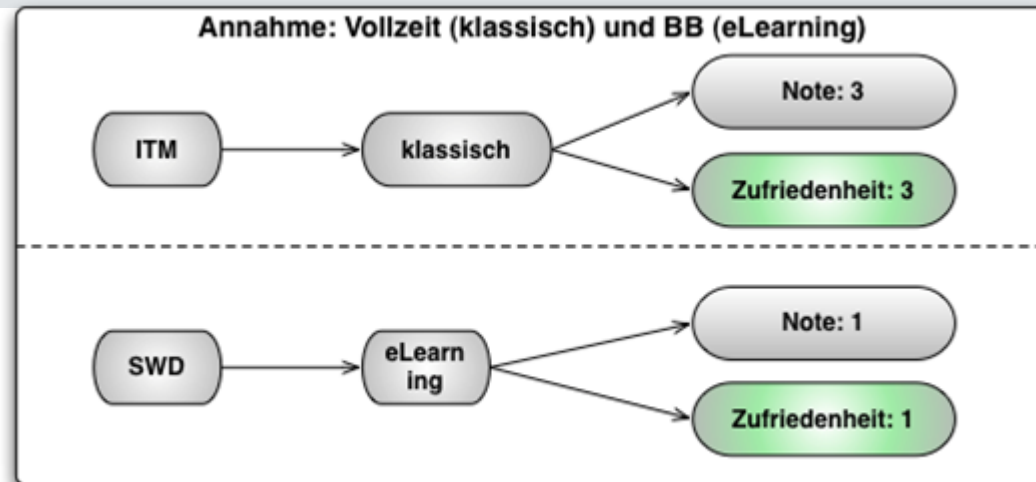 Annahme: Vollzeit (klassisch) und BB (eLearning)
ITM
klassisch
Note: 3
Zufriedenheit: 3
SWD
eLearn
ing
Note: 1
Zufriedenheit: 1